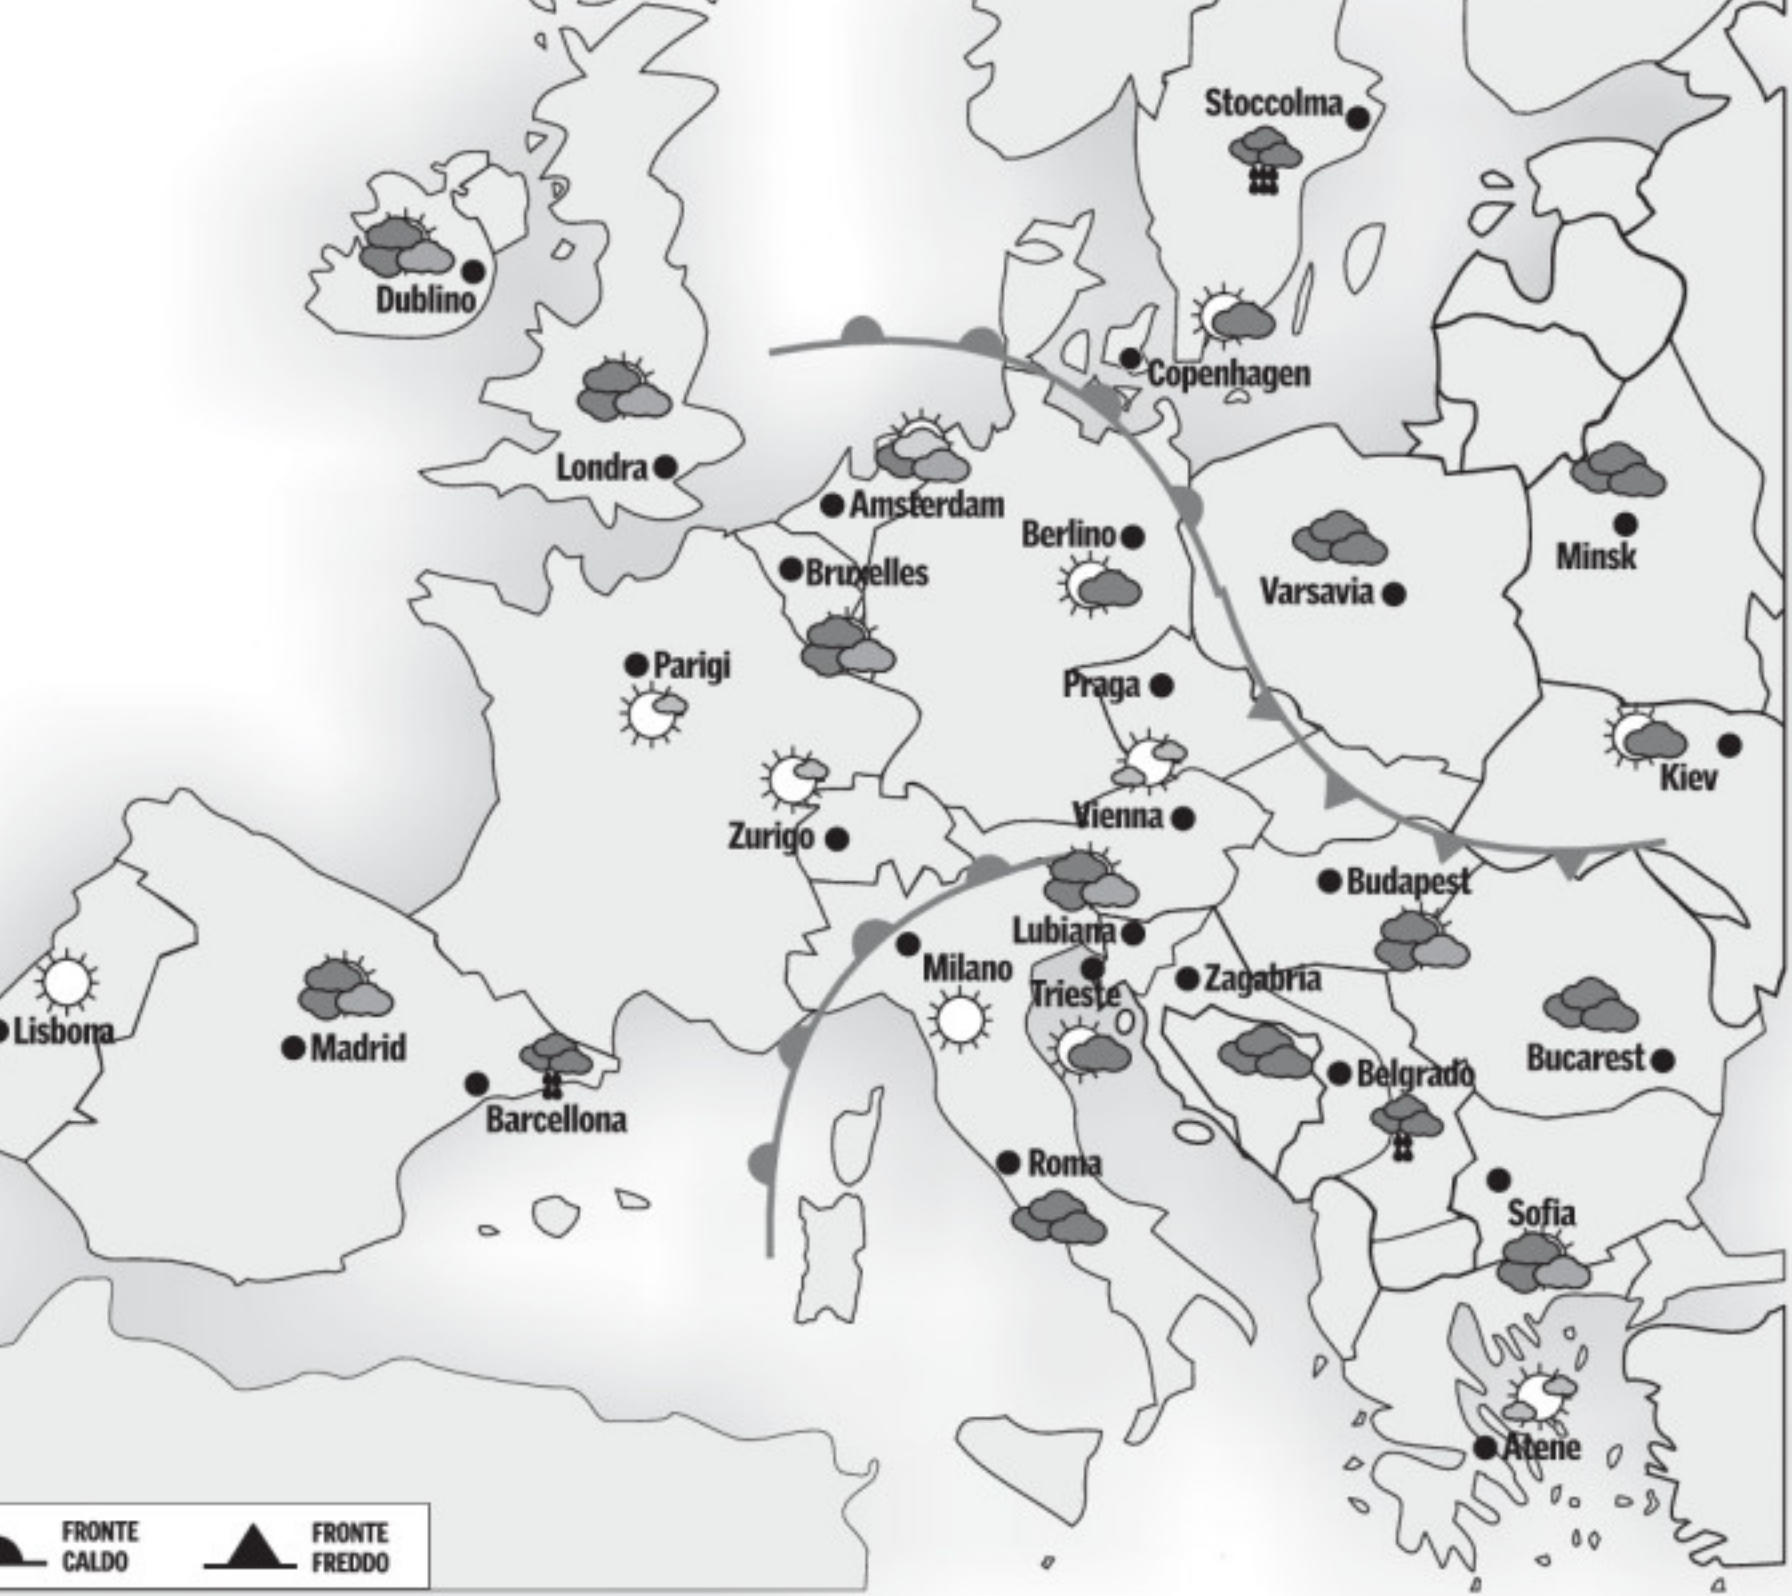 Stoccolma
Dublino
Copenhagen
Londra
Amsterdam
Berlino
Minsk
Bruxelles
Varsavia
Parigi
Praga
Kiev
Vienna
Zurigo
Budapest
Lubiana
Milano
Zagabria
Trieste
Lisbona
Madrid
Bucarest
Belgrado
Barcellona
Roma
Sofia
Atene
FRONTE
CALDO
FRONTE
FREDDO